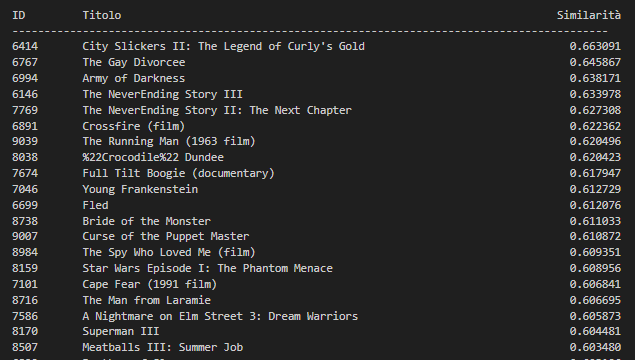 ID Titolo Similarità
--------------------------------------------------------------------------------
6414 City Slickers II: The Legend of Curly's Gold 0.663091
6767 The Gay Divorcee 0.645867
6994 Army of Darkness 0.638171
6146 The NeverEnding Story III 0.633978
7769 The NeverEnding Story II: The Next Chapter 0.627308
6891 Crossfire (film) 0.622362
9039 The Running Man (1963 film) 0.620496
8038 %22Crocodile%22 Dundee 0.620423
7674 Full Tilt Boogie (documentary) 0.617947
7046 Young Frankenstein 0.612729
6699 Fled 0.612076
8738 Bride of the Monster 0.611033
9007 Curse of the Puppet Master 0.610872
8984 The Spy Who Loved Me (film) 0.609351
8159 Star Wars Episode I: The Phantom Menace 0.608956
7101 Cape Fear (1991 film) 0.606841
8716 The Man from Laramie 0.606695
7586 A Nightmare on Elm Street 3: Dream Warriors 0.605873
8170 Superman III 0.604481
8507 Meatballs III: Summer Job 0.603480